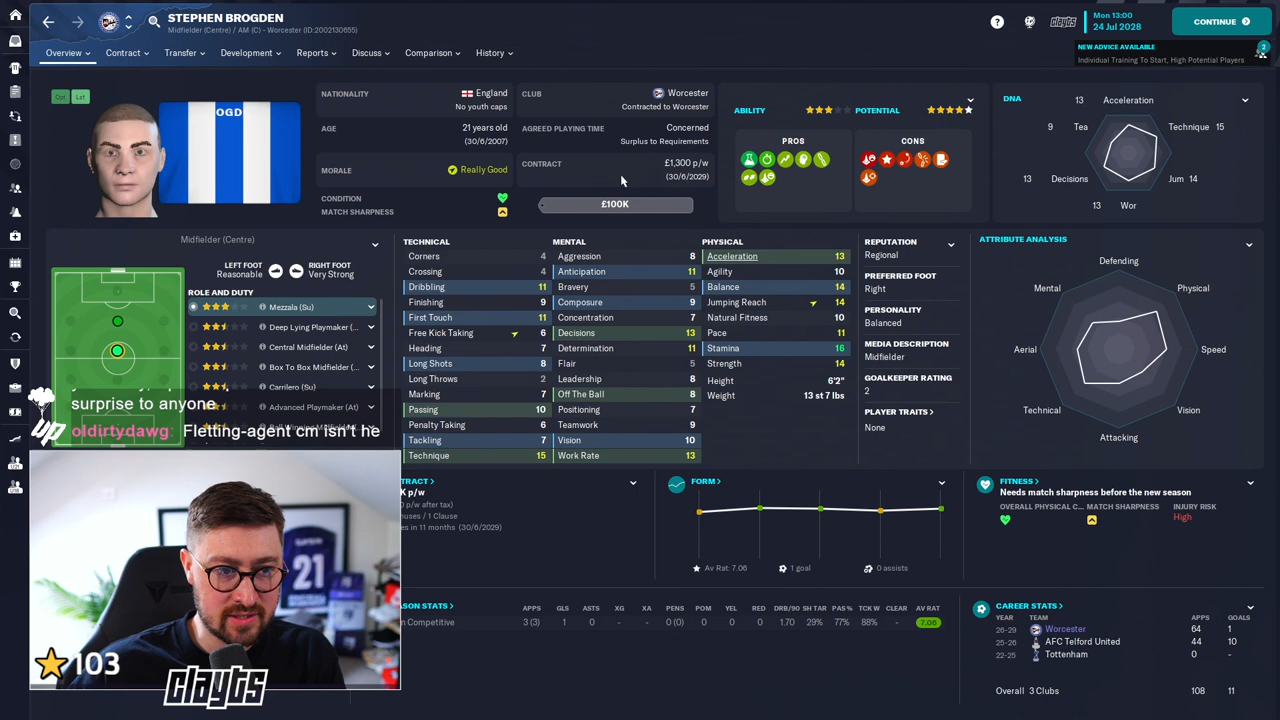 STEPHEN BROGDEN
Midfielder (Centre) / AM (C) - Worcester (ID:2002130655)
clayts
Mon 13:00
24 Jul 2028
CONTINUE
Overview
Contract
Transfer
Development
Reports
Discuss
Comparison
History
NEW ADVICE AVAILABLE
Individual Training To Start, High Potential Players
2
OGD
NATIONALITY
England
No youth caps
AGE
21 years old
(30/6/2007)
MORALE
Really Good
CONDITION
MATCH SHARPNESS
CLUB
Worcester
Contracted to Worcester
AGREED PLAYING TIME
Concerned
Surplus to Requirements
CONTRACT
£1,300 p/w
(30/6/2029)
£100K
ABILITY
POTENTIAL
PROS
CONS
DNA
13 Acceleration
9 Tea
Technique 15
Decisions
13
Jum 14
13
Wor
Midfielder (Centre)
LEFT FOOT
Reasonable
RIGHT FOOT
Very Strong
ROLE AND DUTY
Mezzala (Su)
Deep Lying Playmaker (...
Central Midfielder (At)
Box To Box Midfielder (...
Carrilero (Su)
Advanced Playmaker (At)
TECHNICAL
Corners 4
Crossing 4
Dribbling 11
Finishing 9
First Touch 11
Free Kick Taking 6
Heading 7
Long Shots 8
Long Throws 2
Marking 7
Passing 10
Penalty Taking 6
Tackling 7
Technique 15
MENTAL
Aggression 8
Anticipation 11
Bravery 5
Composure 9
Concentration 7
Decisions 13
Determination 11
Flair 5
Leadership 8
Off The Ball 8
Positioning 7
Teamwork 9
Vision 10
Work Rate 13
PHYSICAL
Acceleration 13
Agility 10
Balance 14
Jumping Reach 14
Natural Fitness 10
Pace 11
Stamina 16
Strength 14
Height 6'2"
Weight 13 st 7 lbs
REPUTATION
Regional
PREFERRED FOOT
Right
PERSONALITY
Balanced
MEDIA DESCRIPTION
Midfielder
GOALKEEPER RATING
2
PLAYER TRAITS
None
ATTRIBUTE ANALYSIS
Defending
Mental
Physical
Aerial
Speed
Technical
Vision
Attacking
surprise to anyone
oldirtydawg: Fletting-agent cm isn't he
FORM
Av Rat: 7.06
1 goal
0 assists
FITNESS
Needs match sharpness before the new season
OVERALL PHYSICAL C...
MATCH SHARPNESS
INJURY RISK
High
APPS GLS ASTS XG XA PENS POM YEL RED DRB/90 SH TAR PAS% TCK W CLEAR AV RAT
3 (3) 1 0 - - 0 (0) 0 0 0 1.70 29% 77% 88% - 7.06
CAREER STATS
YEAR TEAM APPS GOALS
26-29 Worcester 64 1
25-26 AFC Telford United 44 10
22-25 Tottenham 0 -
Overall 3 Clubs 108 11
21
103
clayts